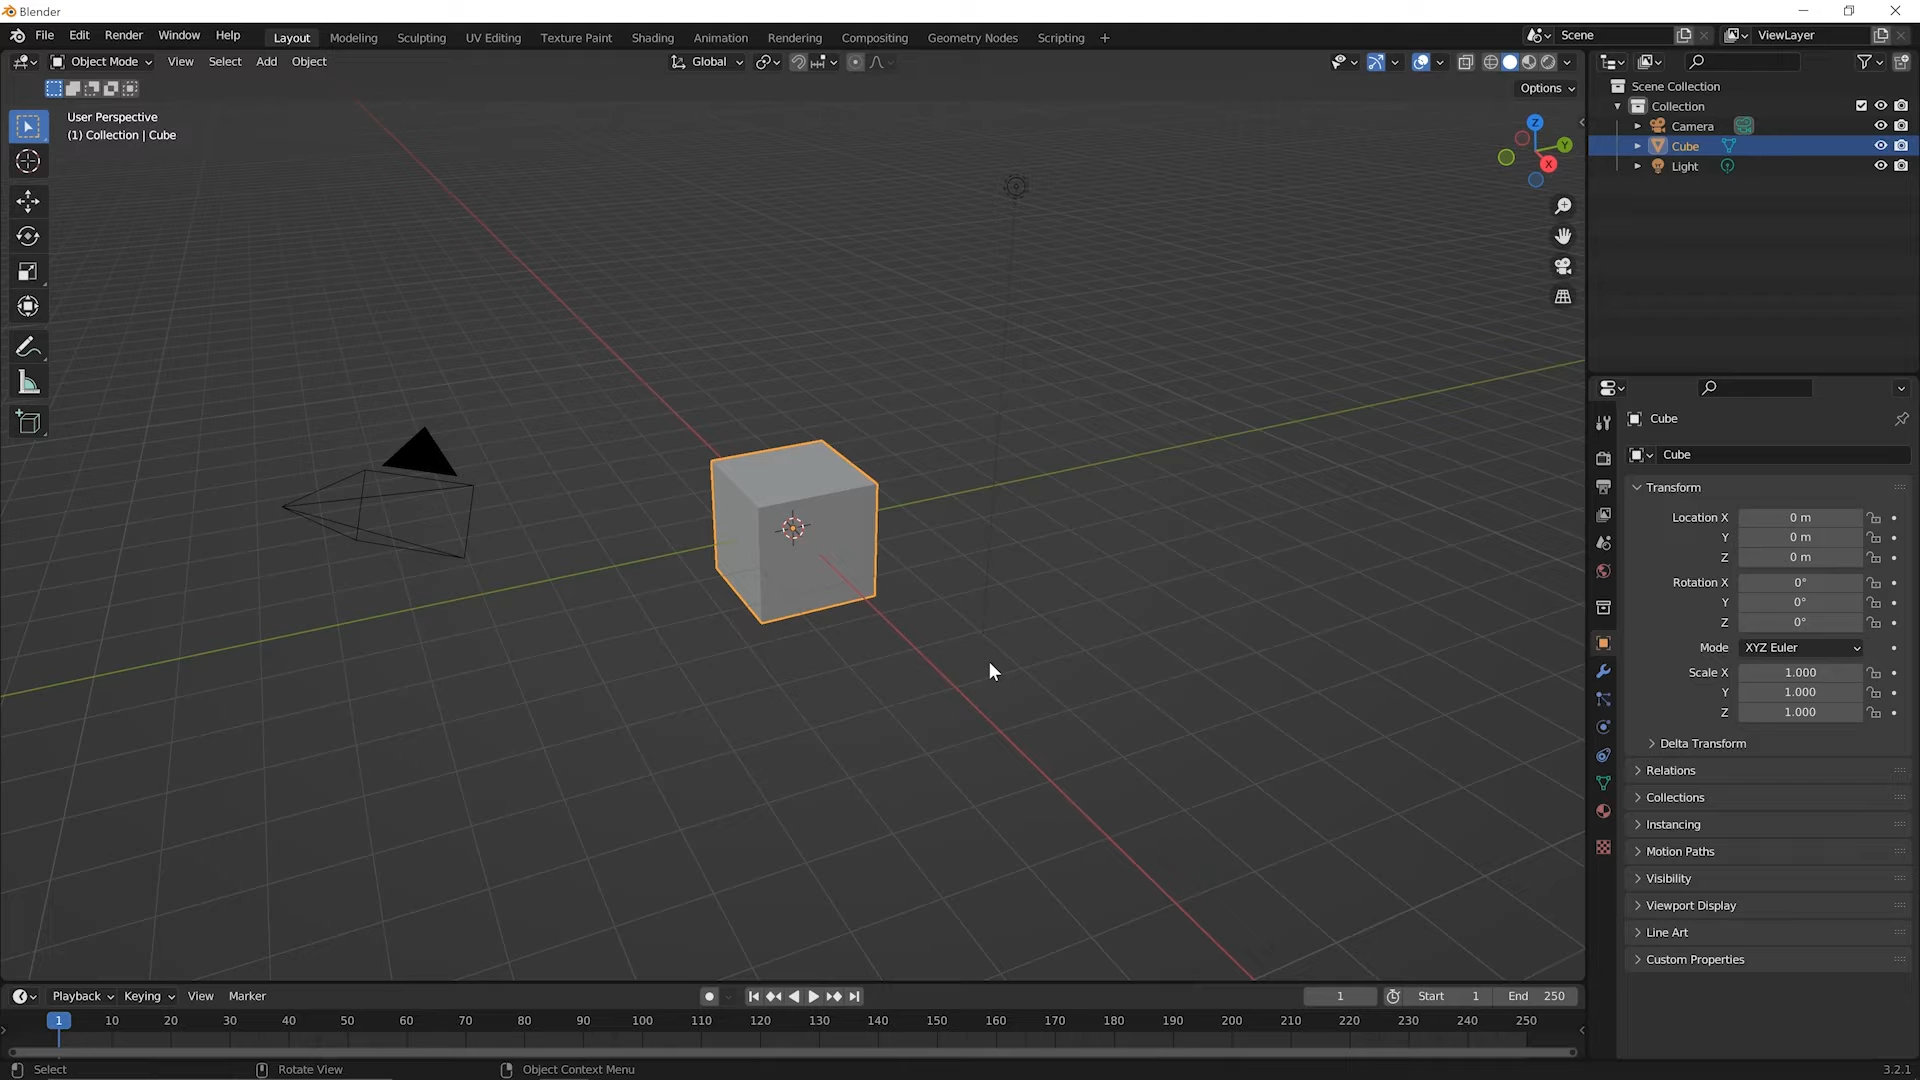 Blender
File Edit Render Window Help
Layout Modeling Sculpting UV Editing Texture Paint Shading Animation Rendering Compositing Geometry Nodes Scripting +
Scene
ViewLayer
Object Mode View Select Add Object
Global
Options
User Perspective
(1) Collection | Cube
Z
Y
X
Scene Collection
Collection
Camera
Cube
Light
Cube
Cube
Transform
Location X 0 m
Y 0 m
Z 0 m
Rotation X 0°
Y 0°
Z 0°
Mode XYZ Euler
Scale X 1.000
Y 1.000
Z 1.000
Delta Transform
Relations
Collections
Instancing
Motion Paths
Visibility
Viewport Display
Line Art
Custom Properties
Playback Keying View Marker
1 Start 1 End 250
1 10 20 30 40 50 60 70 80 90 100 110 120 130 140 150 160 170 180 190 200 210 220 230 240 250
Select Rotate View Object Context Menu 3.2.1